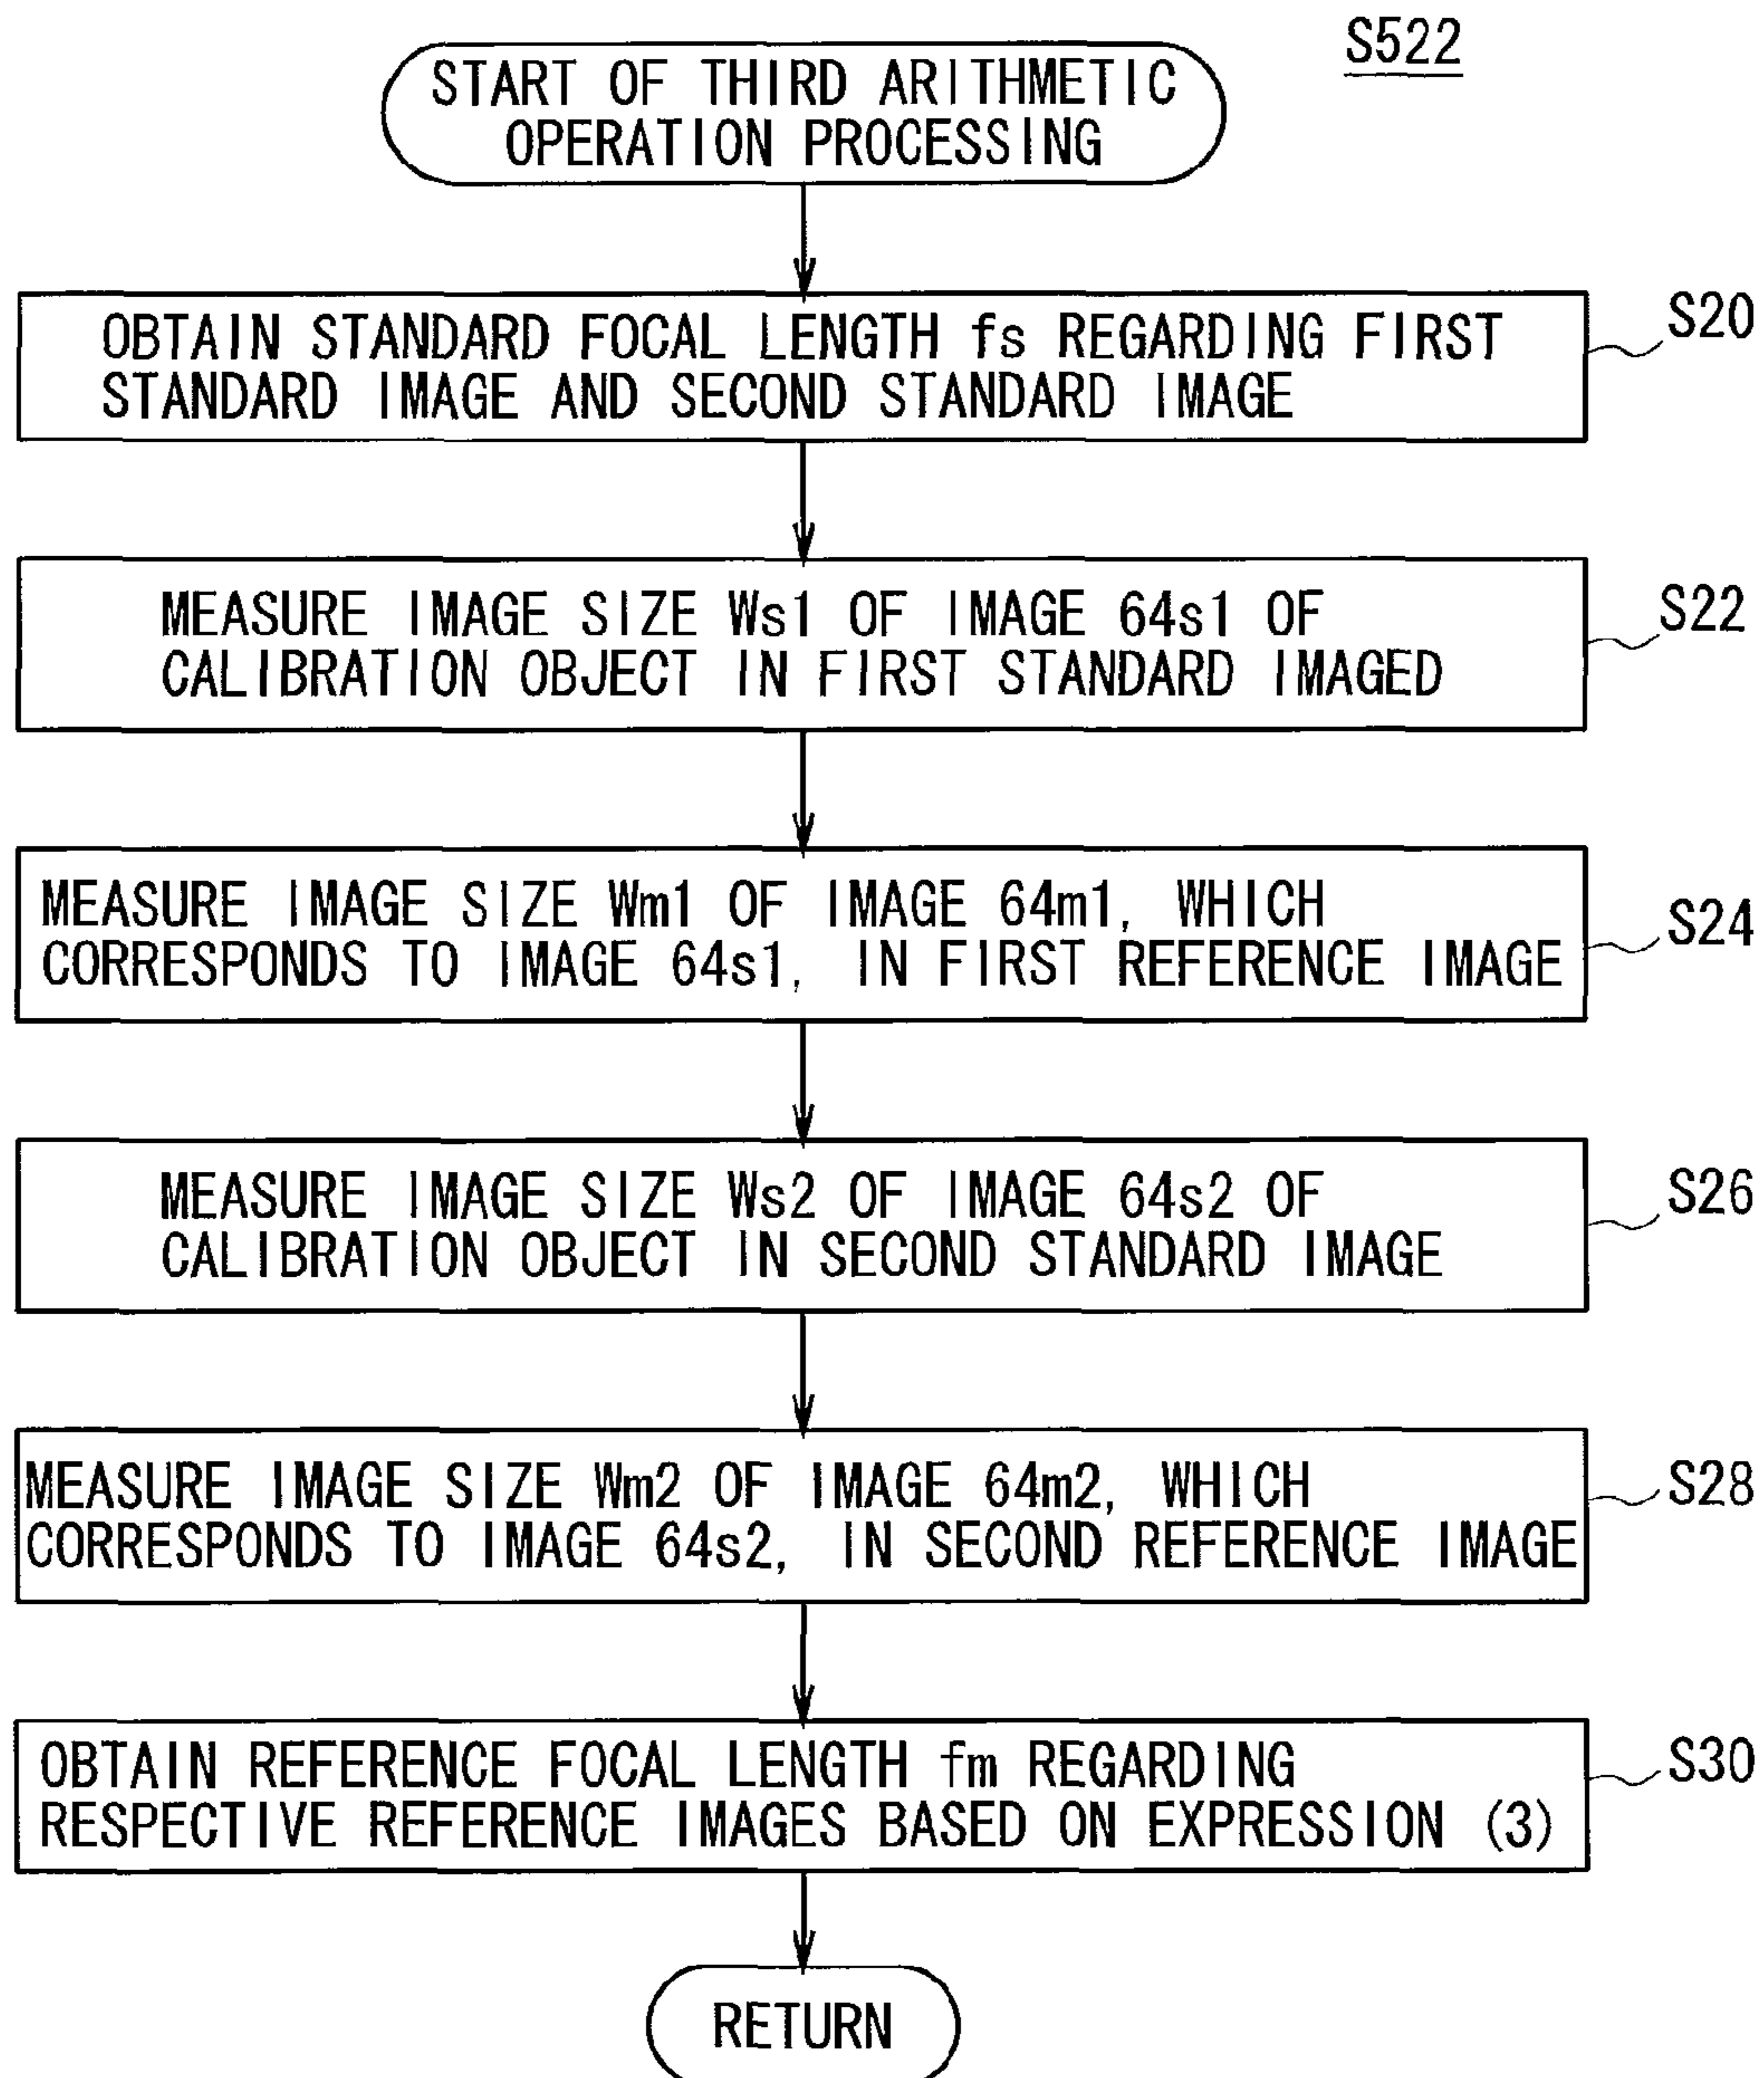 S522
START OF THIRD ARITHMETIC
OPERATION PROCESSING
OBTAIN STANDARD FOCAL LENGTH fs REGARDING FIRST
STANDARD IMAGE AND SECOND STANDARD IMAGE
S20
MEASURE IMAGE SIZE Ws1 OF IMAGE 64s1 OF
CALIBRATION OBJECT IN FIRST STANDARD IMAGED
S22
MEASURE IMAGE SIZE Wm1 OF IMAGE 64m1, WHICH
CORRESPONDS TO IMAGE 64s1, IN FIRST REFERENCE IMAGE
S24
MEASURE IMAGE SIZE Ws2 OF IMAGE 64s2 OF
CALIBRATION OBJECT IN SECOND STANDARD IMAGE
S26
MEASURE IMAGE SIZE Wm2 OF IMAGE 64m2, WHICH
CORRESPONDS TO IMAGE 64s2, IN SECOND REFERENCE IMAGE
S28
OBTAIN REFERENCE FOCAL LENGTH fm REGARDING
RESPECTIVE REFERENCE IMAGES BASED ON EXPRESSION (3)
S30
RETURN